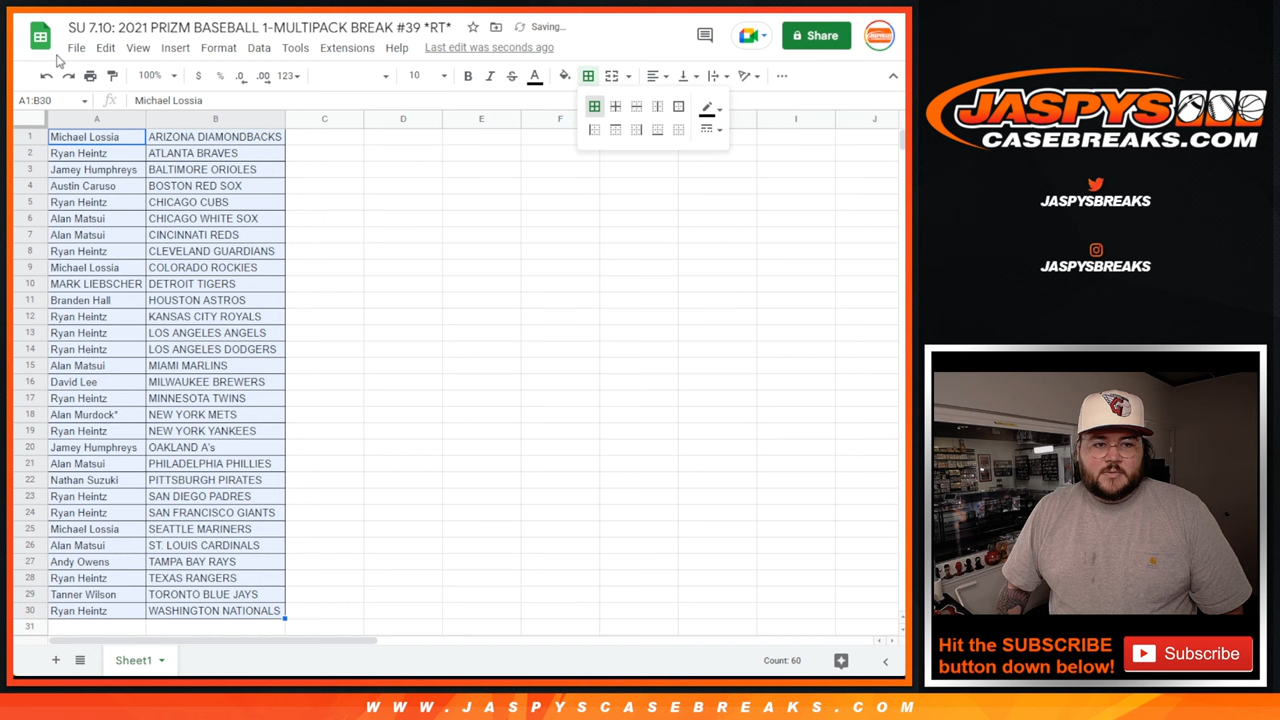 SU 7.10: 2021 PRIZM BASEBALL 1-MULTIPACK BREAK #39 *RT*
Saving...
File Edit View Insert Format Data Tools Extensions Help Last edit was seconds ago
Share
100% $ % .0 .00 123 10 B I S A
A1:B30 fx Michael Lossia
A B C D E F I J
1 Michael Lossia ARIZONA DIAMONDBACKS
2 Ryan Heintz ATLANTA BRAVES
3 Jamey Humphreys BALTIMORE ORIOLES
4 Austin Caruso BOSTON RED SOX
5 Ryan Heintz CHICAGO CUBS
6 Alan Matsui CHICAGO WHITE SOX
7 Alan Matsui CINCINNATI REDS
8 Ryan Heintz CLEVELAND GUARDIANS
9 Michael Lossia COLORADO ROCKIES
10 MARK LIEBSCHER DETROIT TIGERS
11 Branden Hall HOUSTON ASTROS
12 Ryan Heintz KANSAS CITY ROYALS
13 Ryan Heintz LOS ANGELES ANGELS
14 Ryan Heintz LOS ANGELES DODGERS
15 Alan Matsui MIAMI MARLINS
16 David Lee MILWAUKEE BREWERS
17 Ryan Heintz MINNESOTA TWINS
18 Alan Murdock* NEW YORK METS
19 Ryan Heintz NEW YORK YANKEES
20 Jamey Humphreys OAKLAND A's
21 Alan Matsui PHILADELPHIA PHILLIES
22 Nathan Suzuki PITTSBURGH PIRATES
23 Ryan Heintz SAN DIEGO PADRES
24 Ryan Heintz SAN FRANCISCO GIANTS
25 Michael Lossia SEATTLE MARINERS
26 Alan Matsui ST. LOUIS CARDINALS
27 Andy Owens TAMPA BAY RAYS
28 Ryan Heintz TEXAS RANGERS
29 Tanner Wilson TORONTO BLUE JAYS
30 Ryan Heintz WASHINGTON NATIONALS
31
Sheet1
Count: 60
JASPYS
CASEBREAKS.COM
JASPYSBREAKS
JASPYSBREAKS
Hit the SUBSCRIBE
button down below!
Subscribe
WWW.JASPYSCASEBREAKS.COM